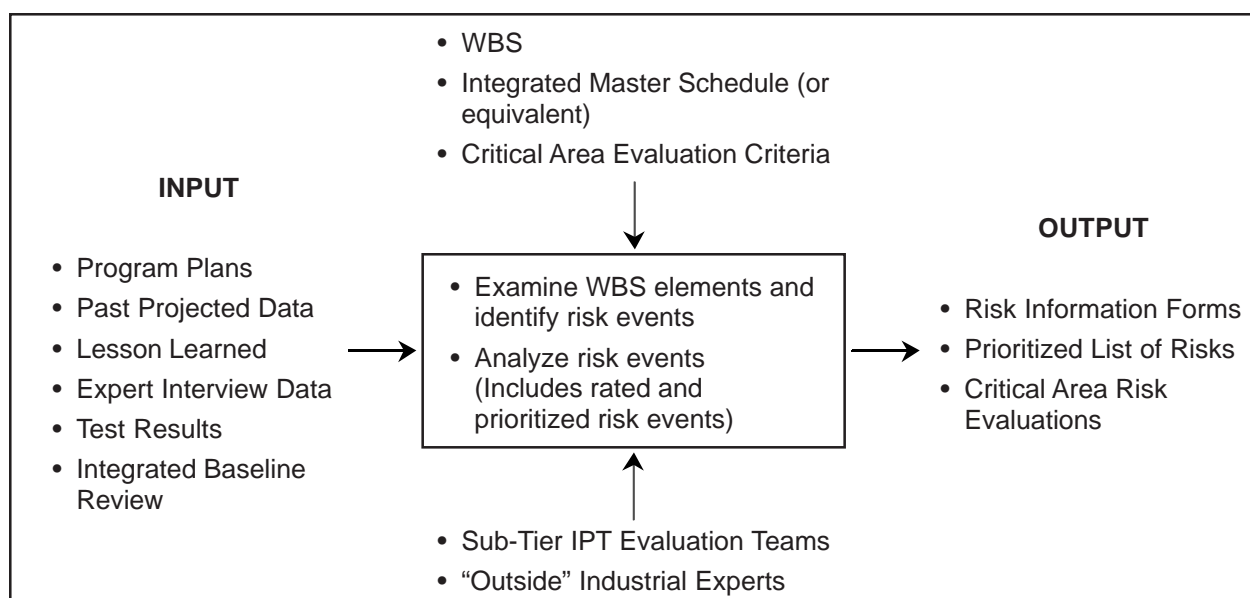 • WBS
• Integrated Master Schedule (or
equivalent)
• Critical Area Evaluation Criteria
INPUT
• Program Plans
• Past Projected Data
• Lesson Learned
• Expert Interview Data
• Test Results
• Integrated Baseline
Review
• Examine WBS elements and
identify risk events
• Analyze risk events
(Includes rated and
prioritized risk events)
OUTPUT
• Risk Information Forms
• Prioritized List of Risks
• Critical Area Risk
Evaluations
• Sub-Tier IPT Evaluation Teams
• “Outside” Industrial Experts